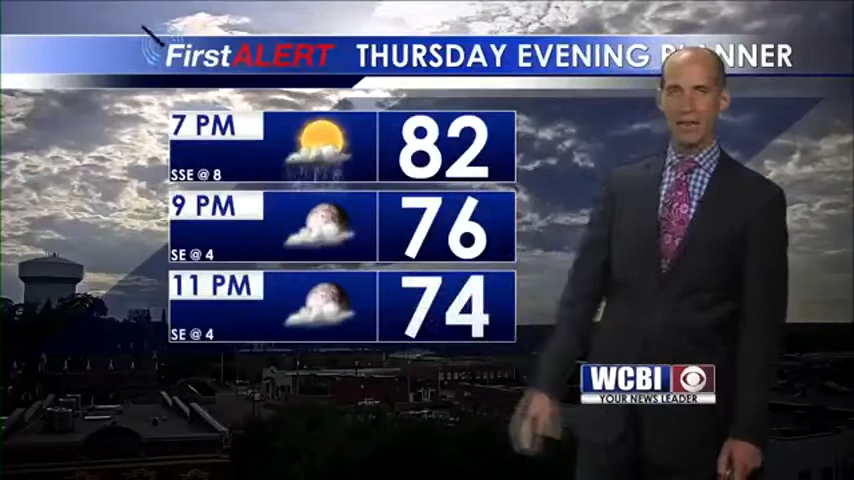 FirstALERT THURSDAY EVENING PLANNER
7 PM
82
SSE @ 8
9 PM
76
SE @ 4
11 PM
74
SE @ 4
WCBI
YOUR NEWS LEADER